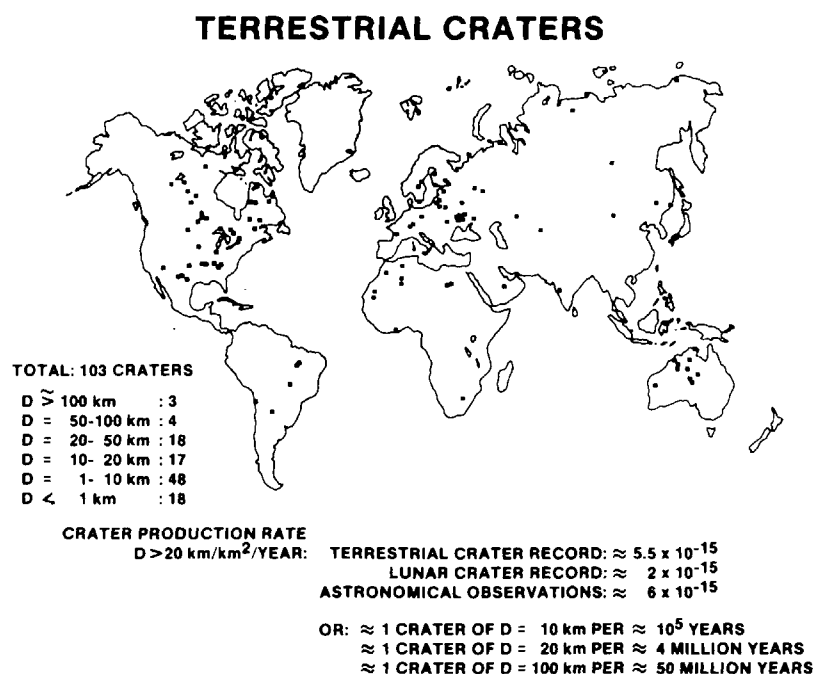 TERRESTRIAL CRATERS
TOTAL: 103 CRATERS
D ≳ 100 km : 3
D = 50-100 km : 4
D = 20- 50 km : 18
D = 10- 20 km : 17
D = 1- 10 km : 48
D < 1 km : 18
CRATER PRODUCTION RATE
D >20 km/km²/YEAR: TERRESTRIAL CRATER RECORD: ≈ 5.5 x 10⁻¹⁵
LUNAR CRATER RECORD: ≈ 2 x 10⁻¹⁵
ASTRONOMICAL OBSERVATIONS: ≈ 6 x 10⁻¹⁵
OR: ≈ 1 CRATER OF D = 10 km PER ≈ 10⁵ YEARS
≈ 1 CRATER OF D = 20 km PER ≈ 4 MILLION YEARS
≈ 1 CRATER OF D = 100 km PER ≈ 50 MILLION YEARS